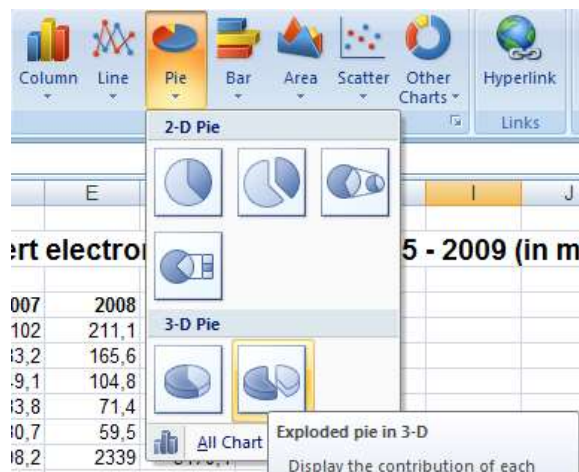 Column Line Pie Bar Area Scatter Other Charts Hyperlink
Links
2-D Pie
E I J
ert electro 5 - 2009 (in m
007 2008
102 211,1
165,6
104,8
71,4
59,5
2339
3-D Pie
All Chart
Exploded pie in 3-D
Display the contribution of each